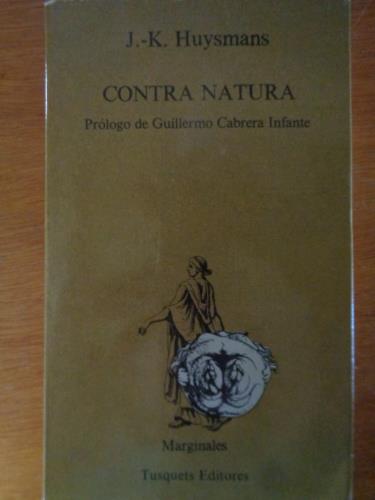 J.-K. Huysmans
CONTRA NATURA
Prólogo de Guillermo Cabrera Infante
Marginales
Tusquets Editores